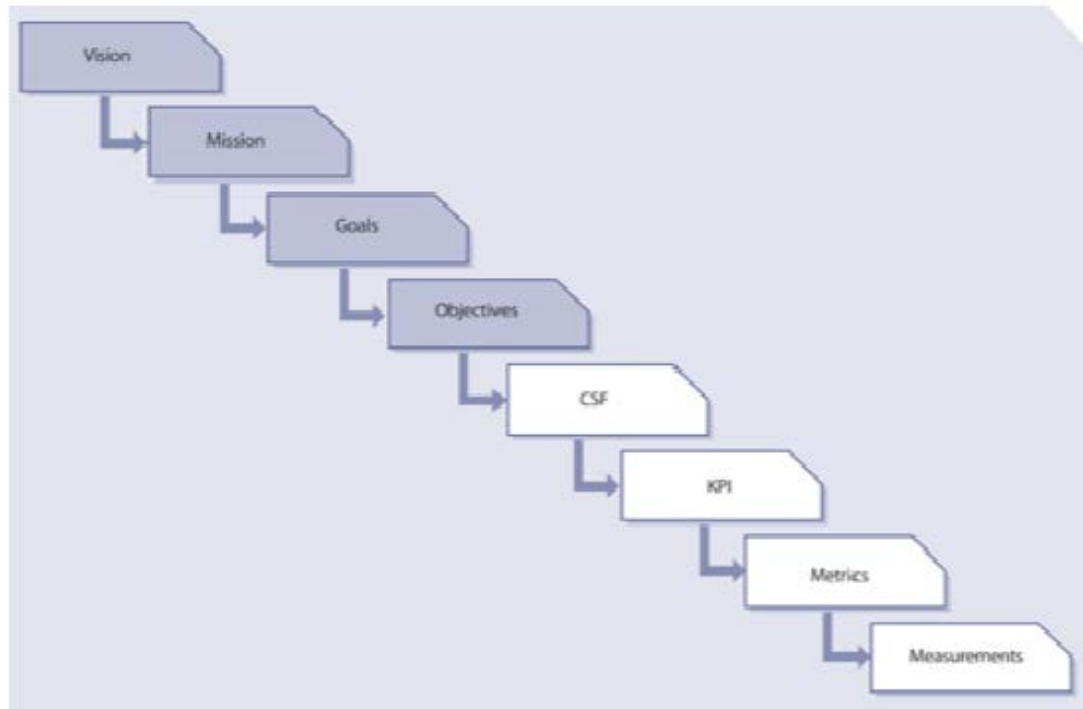 Vision
Mission
Goals
Objectives
CSF
KPI
Metrics
Measurements